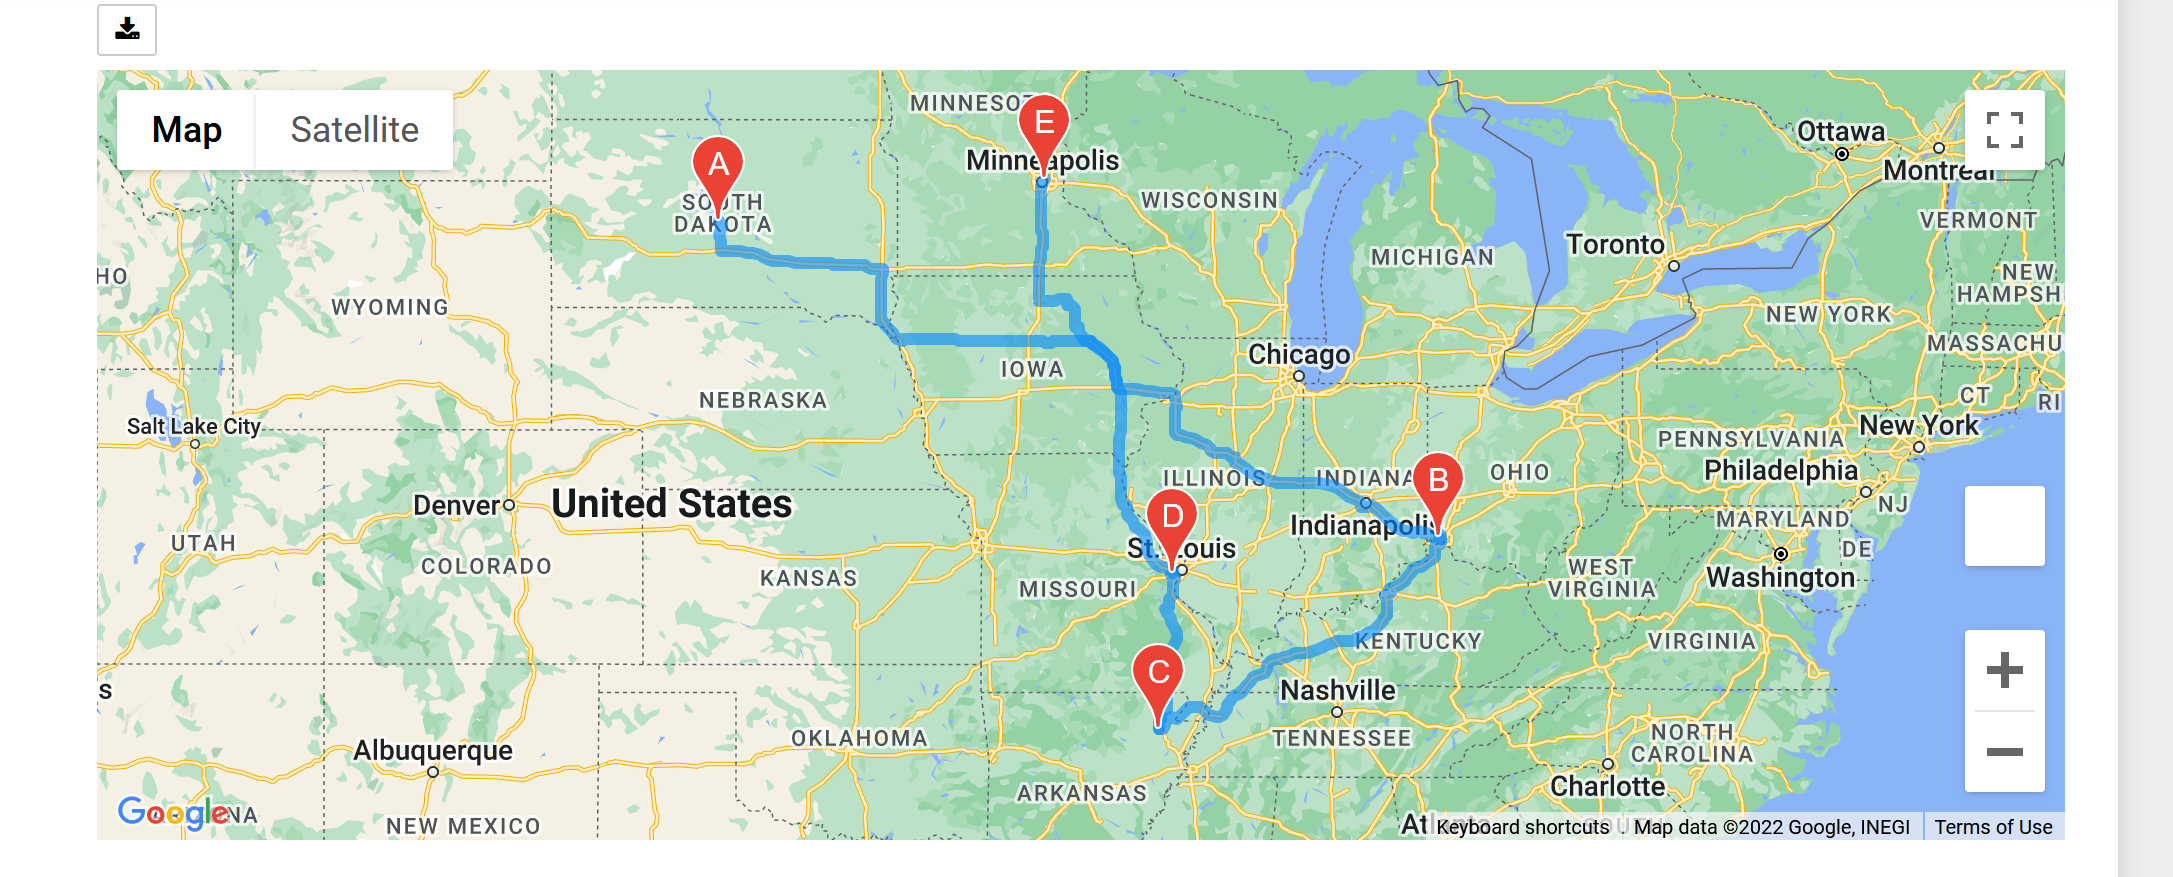 Map
Satellite
MINNESO
E
Minneapolis
A
SOUTH
DAKOTA
WISCONSIN
Ottawa
Montreal
VERMONT
Toronto
MICHIGAN
HO
NEW
HAMPSH
WYOMING
NEW YORK
MASSACHU
Chicago
IOWA
NEBRASKA
CT
RI
Salt Lake City
New York
PENNSYLVANIA
Philadelphia
ILLINOIS
INDIANA
B
OHIO
Denver
United States
NJ
D
Indianapolis
MARYLAND
UTAH
St. Louis
DE
COLORADO
KANSAS
MISSOURI
WEST
VIRGINIA
Washington
KENTUCKY
VIRGINIA
C
s
Nashville
Albuquerque
OKLAHOMA
TENNESSEE
NORTH
CAROLINA
Charlotte
ARKANSAS
Google
NA
NEW MEXICO
Keyboard shortcuts
Map data ©2022 Google, INEGI
Terms of Use